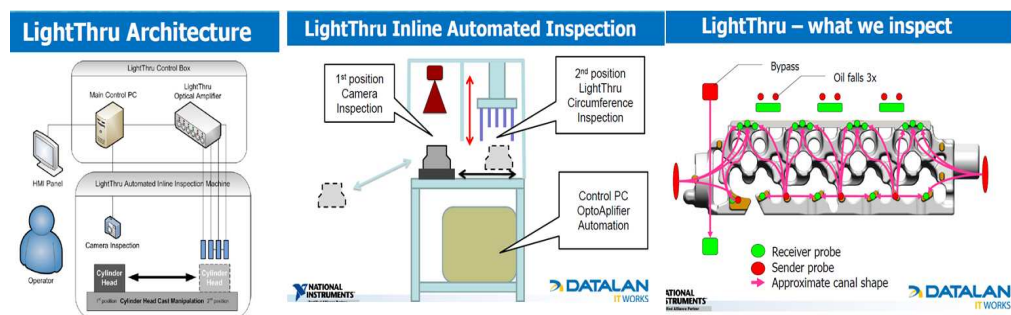 LightThru Architecture
LightThru Control Box
Main Control PC
LightThru
Optical Amplifier
HMI Panel
LightThru Automated Inline Inspection Machine
Camera Inspection
Operator
Cylinder
Head
Cylinder
Head
1st position Cylinder Head Cast Manipulation 2nd position
LightThru Inline Automated Inspection
1st position
Camera
Inspection
2nd position
LightThru
Circumference
Inspection
Control PC
OptoAplifier
Automation
NATIONAL
INSTRUMENTS
DATALAN
IT WORKS
LightThru – what we inspect
Bypass
Oil falls 3x
Receiver probe
Sender probe
Approximate canal shape
NATIONAL
INSTRUMENTS
Alliance Partner
DATALAN
IT WORKS